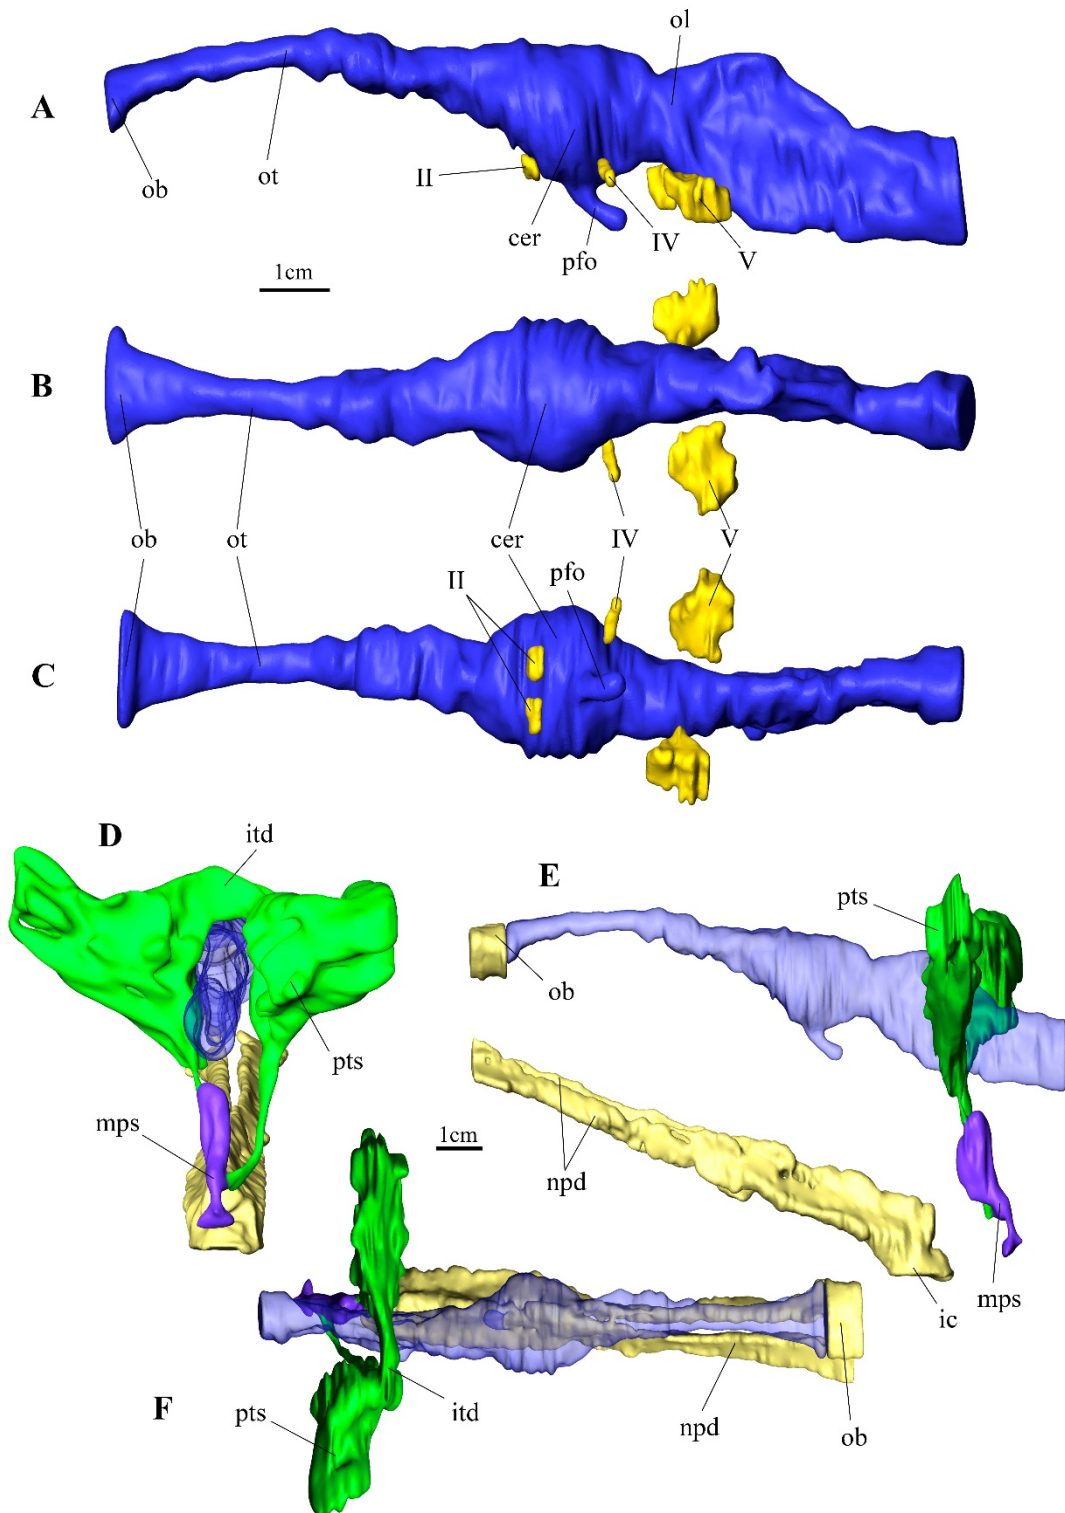 A
ol
ob
ot
II
cer
pfo
IV
V
1cm
B
ob
ot
cer
IV
V
II
pfo
C
D
itd
E
pts
ob
pts
mps
1cm
npd
ic
mps
F
pts
itd
npd
ob